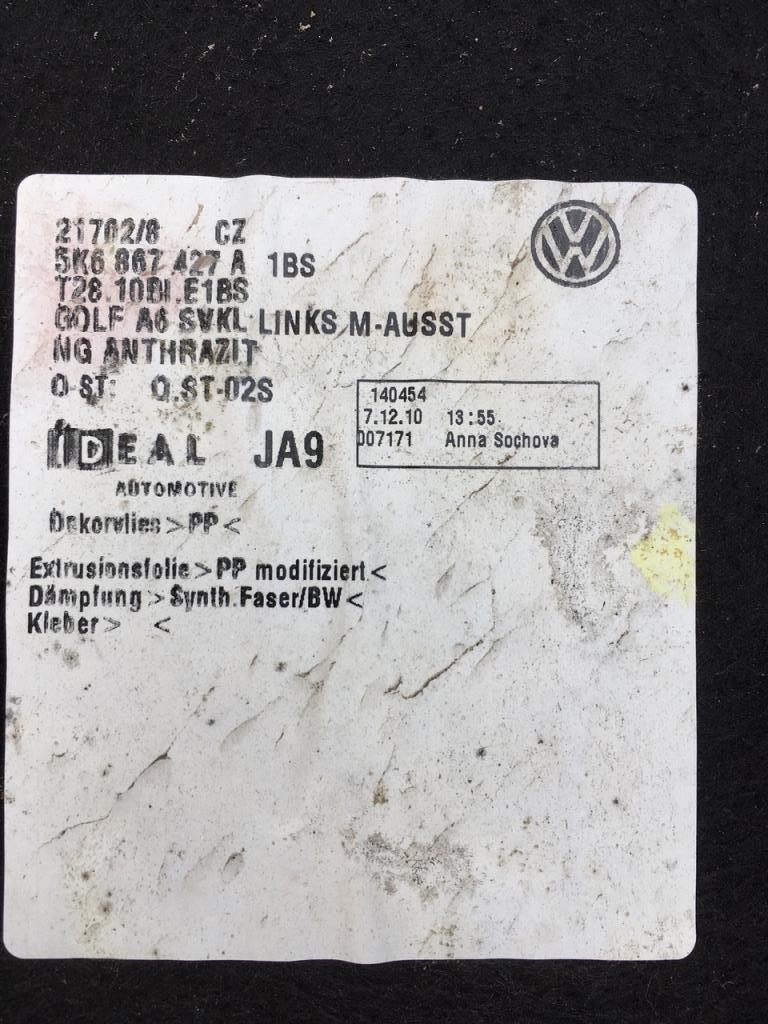 21702/8 CZ
5K6 867 427 A 1BS
T28.10DI.E1BS
GOLF A6 SVKL LINKS M-AUSST
NG ANTHRAZIT
O-ST: Q.ST-02S
140454
7.12.10 13:55
007171 Anna Sochova
IDEAL JA9
AUTOMOTIVE
Dekorvlies >PP<
Extrusionsfolie >PP modifiziert<
Dämpfung >Synth.Faser/BW<
Kleber> <